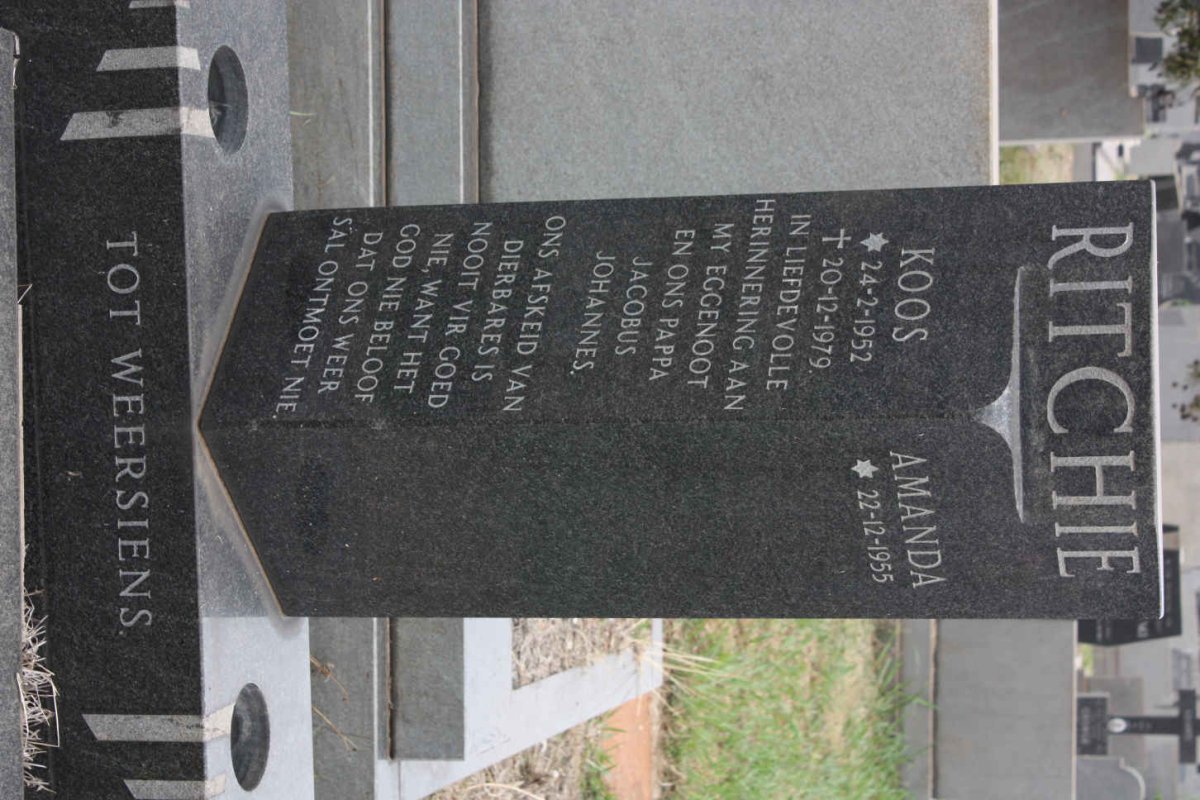 RITCHIE
KOOS
24-2-1952
† 20-12-1979.
IN LIEFDEVOLLE
HERINNERING AAN
MY EGGENOOT
EN ONS PAPPA
JACOBUS
JOHANNES.
ONS AFSKEID VAN
DIERBARES IS
NOOIT VIR GOED
NIE, WANT HET
GOD NIE BELOOF
DAT ONS WEER
SAL ONTMOET NIE.
AMANDA
22-12-1955
TOT WEERSIENS.